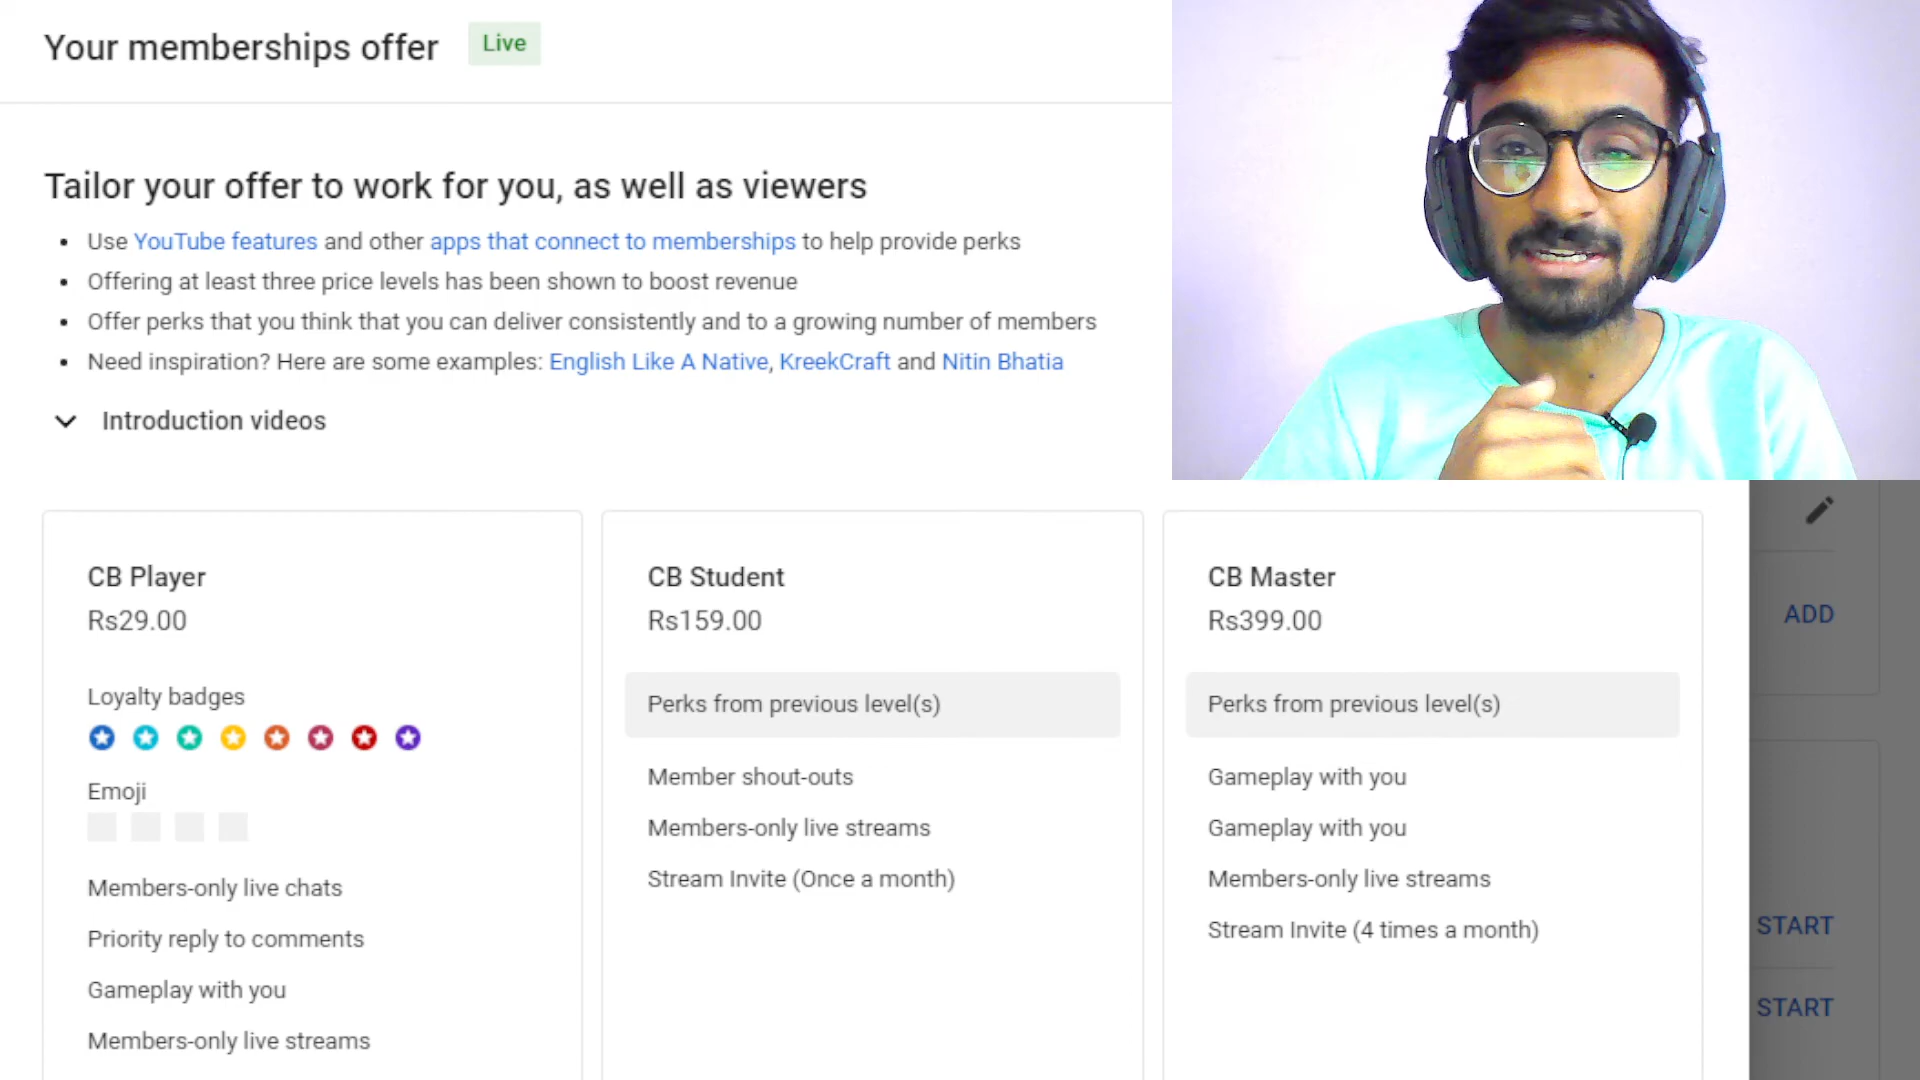 Your memberships offer
Live
Tailor your offer to work for you, as well as viewers
• Use YouTube features and other apps that connect to memberships to help provide perks
• Offering at least three price levels has been shown to boost revenue
• Offer perks that you think that you can deliver consistently and to a growing number of members
• Need inspiration? Here are some examples: English Like A Native, KreekCraft and Nitin Bhatia
Introduction videos
CB Player
Rs29.00
Loyalty badges
Emoji
Members-only live chats
Priority reply to comments
Gameplay with you
Members-only live streams
CB Student
Rs159.00
Perks from previous level(s)
Member shout-outs
Members-only live streams
Stream Invite (Once a month)
CB Master
Rs399.00
Perks from previous level(s)
Gameplay with you
Gameplay with you
Members-only live streams
Stream Invite (4 times a month)
ADD
START
START